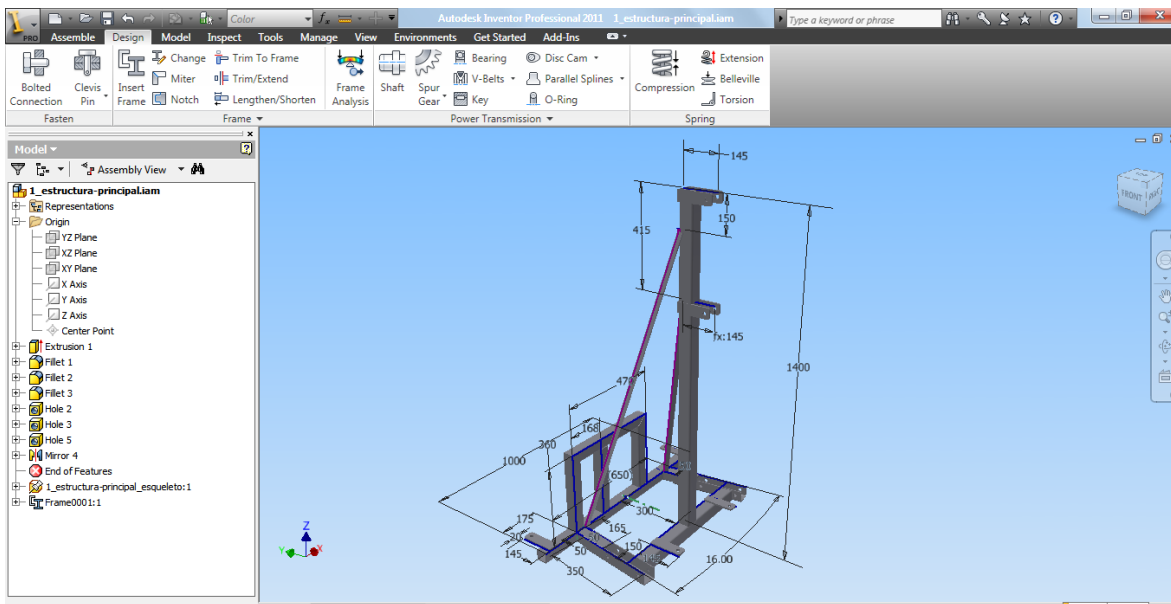 PRO
Color
fx
Autodesk Inventor Professional 2011 1_estructura-principal.iam
Type a keyword or phrase
Assemble Design Model Inspect Tools Manage View Environments Get Started Add-Ins
Bolted Connection
Clevis Pin
Insert Frame
Change
Miter
Notch
Trim To Frame
Trim/Extend
Lengthen/Shorten
Frame Analysis
Shaft
Spur Gear
Bearing
V-Belts
Key
Disc Cam
Parallel Splines
O-Ring
Compression
Extension
Belleville
Torsion
Fasten
Frame
Power Transmission
Spring
Model
Assembly View
1_estructura-principal.iam
Representations
Origin
YZ Plane
XZ Plane
XY Plane
X Axis
Y Axis
Z Axis
Center Point
Extrusion 1
Fillet 1
Fillet 2
Fillet 3
Hole 2
Hole 3
Hole 5
Mirror 4
End of Features
1_estructura-principal_esqueleto:1
Frame0001:1
145
150
415
fx:145
1400
168
360
1000
(650)
300
175
165
150
50
145
350
16.00
FRONT
Z
Y
X